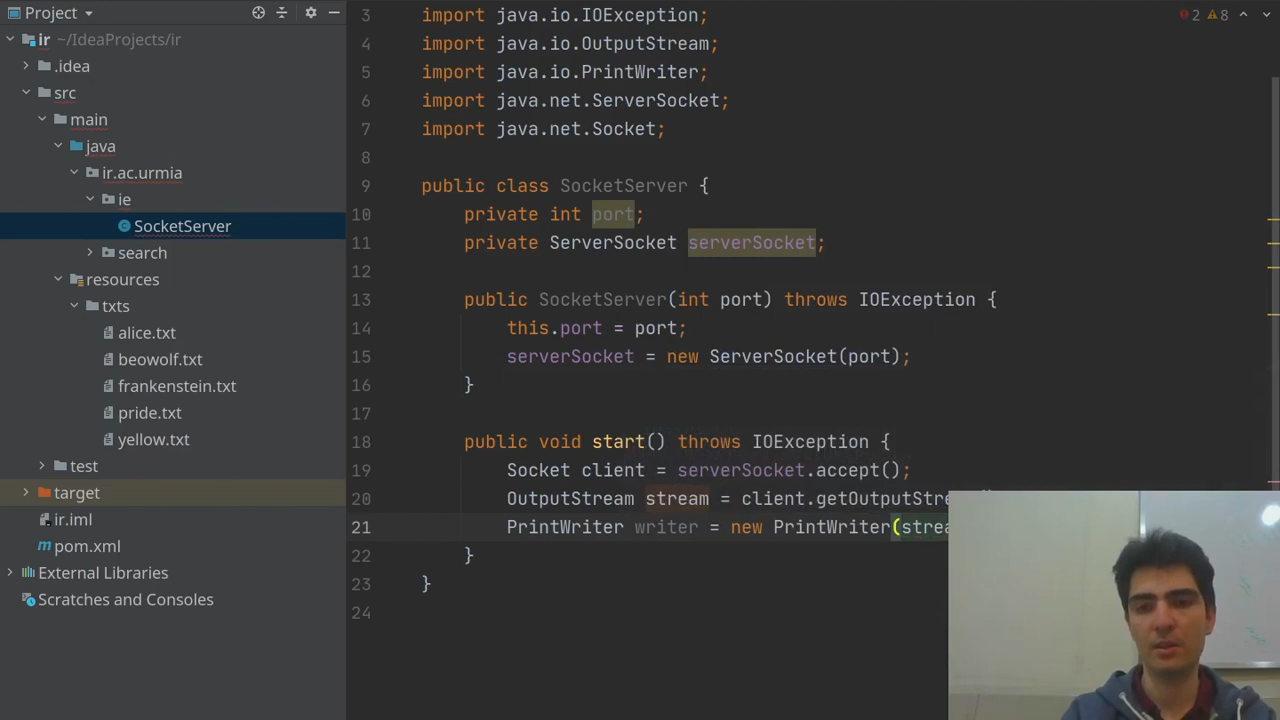 Project
ir ~/IdeaProjects/ir
.idea
src
main
java
ir.ac.urmia
ie
SocketServer
search
resources
txts
alice.txt
beowolf.txt
frankenstein.txt
pride.txt
yellow.txt
test
target
ir.iml
pom.xml
External Libraries
Scratches and Consoles
2 8
3 import java.io.IOException;
4 import java.io.OutputStream;
5 import java.io.PrintWriter;
6 import java.net.ServerSocket;
7 import java.net.Socket;
8
9 public class SocketServer {
10 private int port;
11 private ServerSocket serverSocket;
12
13 public SocketServer(int port) throws IOException {
14 this.port = port;
15 serverSocket = new ServerSocket(port);
16 }
17
18 public void start() throws IOException {
19 Socket client = serverSocket.accept();
20 OutputStream stream = client.getOutputStre
21 PrintWriter writer = new PrintWriter(strea
22 }
23 }
24